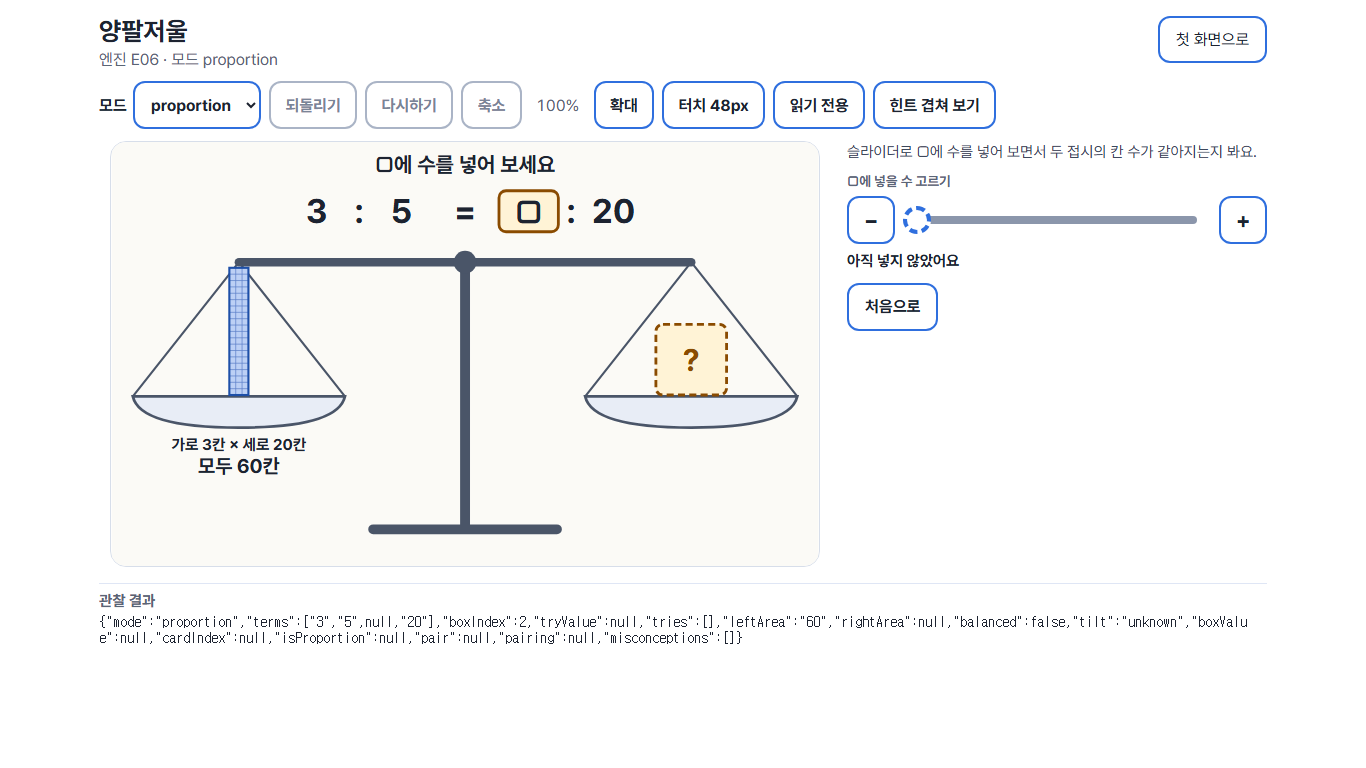 양팔저울
엔진 E06 · 모드 proportion
첫 화면으로
모드 proportion 되돌리기 다시하기 축소 100% 확대 터치 48px 읽기 전용 힌트 겹쳐 보기
▢에 수를 넣어 보세요
3 : 5 = ▢ : 20
?
가로 3칸 × 세로 20칸
모두 60칸
슬라이더로 ▢에 수를 넣어 보면서 두 접시의 칸 수가 같아지는지 봐요.
▢에 넣을 수 고르기
− +
아직 넣지 않았어요
처음으로
관찰 결과
{"mode":"proportion","terms":["3","5",null,"20"],"boxIndex":2,"tryValue":null,"tries":[],"leftArea":"60","rightArea":null,"balanced":false,"tilt":"unknown","boxValu
e":null,"cardIndex":null,"isProportion":null,"pair":null,"pairing":null,"misconceptions":[]}